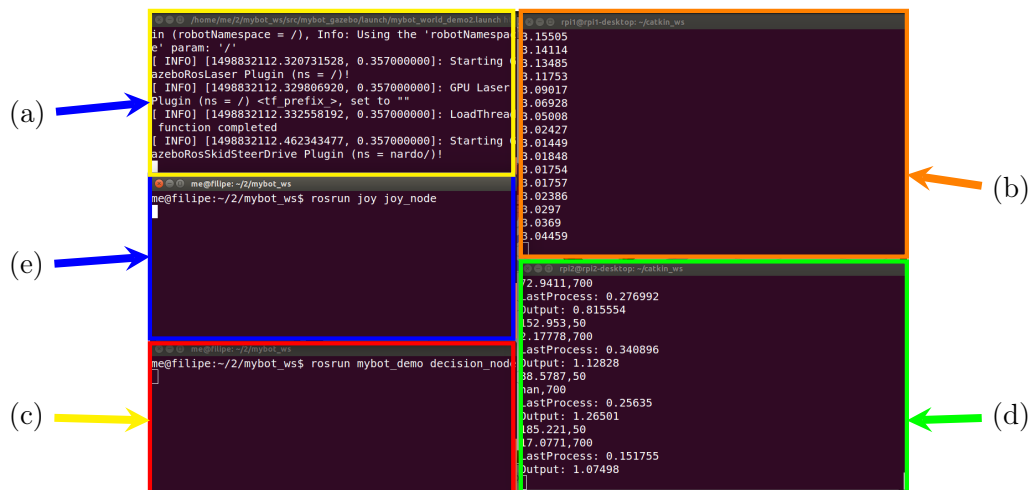 /home/me/2/mybot_ws/src/mybot_gazebo/launch/mybot_world_demo2.launch
in (robotNamespace = /), Info: Using the 'robotNamespac
e' param: '/'
[ INFO] [1498832112.320731528, 0.357000000]: Starting G
azeboRosLaser Plugin (ns = /)!
[ INFO] [1498832112.329806920, 0.357000000]: GPU Laser
Plugin (ns = /) <tf_prefix_>, set to ""
[ INFO] [1498832112.332558192, 0.357000000]: LoadThread
function completed
[ INFO] [1498832112.462343477, 0.357000000]: Starting G
azeboRosSkidSteerDrive Plugin (ns = nardo/)!
(a)
rpi1@rpi1-desktop: ~/catkin_ws
3.15505
3.14114
3.13485
3.11753
3.09017
3.06928
3.05008
3.02427
3.01449
3.01848
3.01754
3.01757
3.02386
3.0297
3.0369
3.04459
(b)
me@filipe: ~/2/mybot_ws
me@filipe:~/2/mybot_ws$ rosrun joy joy_node
(e)
me@filipe: ~/2/mybot_ws
me@filipe:~/2/mybot_ws$ rosrun mybot_demo decision_node
(c)
rpi2@rpi2-desktop: ~/catkin_ws
72.9411,700
LastProcess: 0.276992
Output: 0.815554
152.953,50
2.17778,700
LastProcess: 0.340896
Output: 1.12828
38.5787,50
nan,700
LastProcess: 0.25635
Output: 1.26501
185.221,50
17.0771,700
LastProcess: 0.151755
Output: 1.07498
(d)